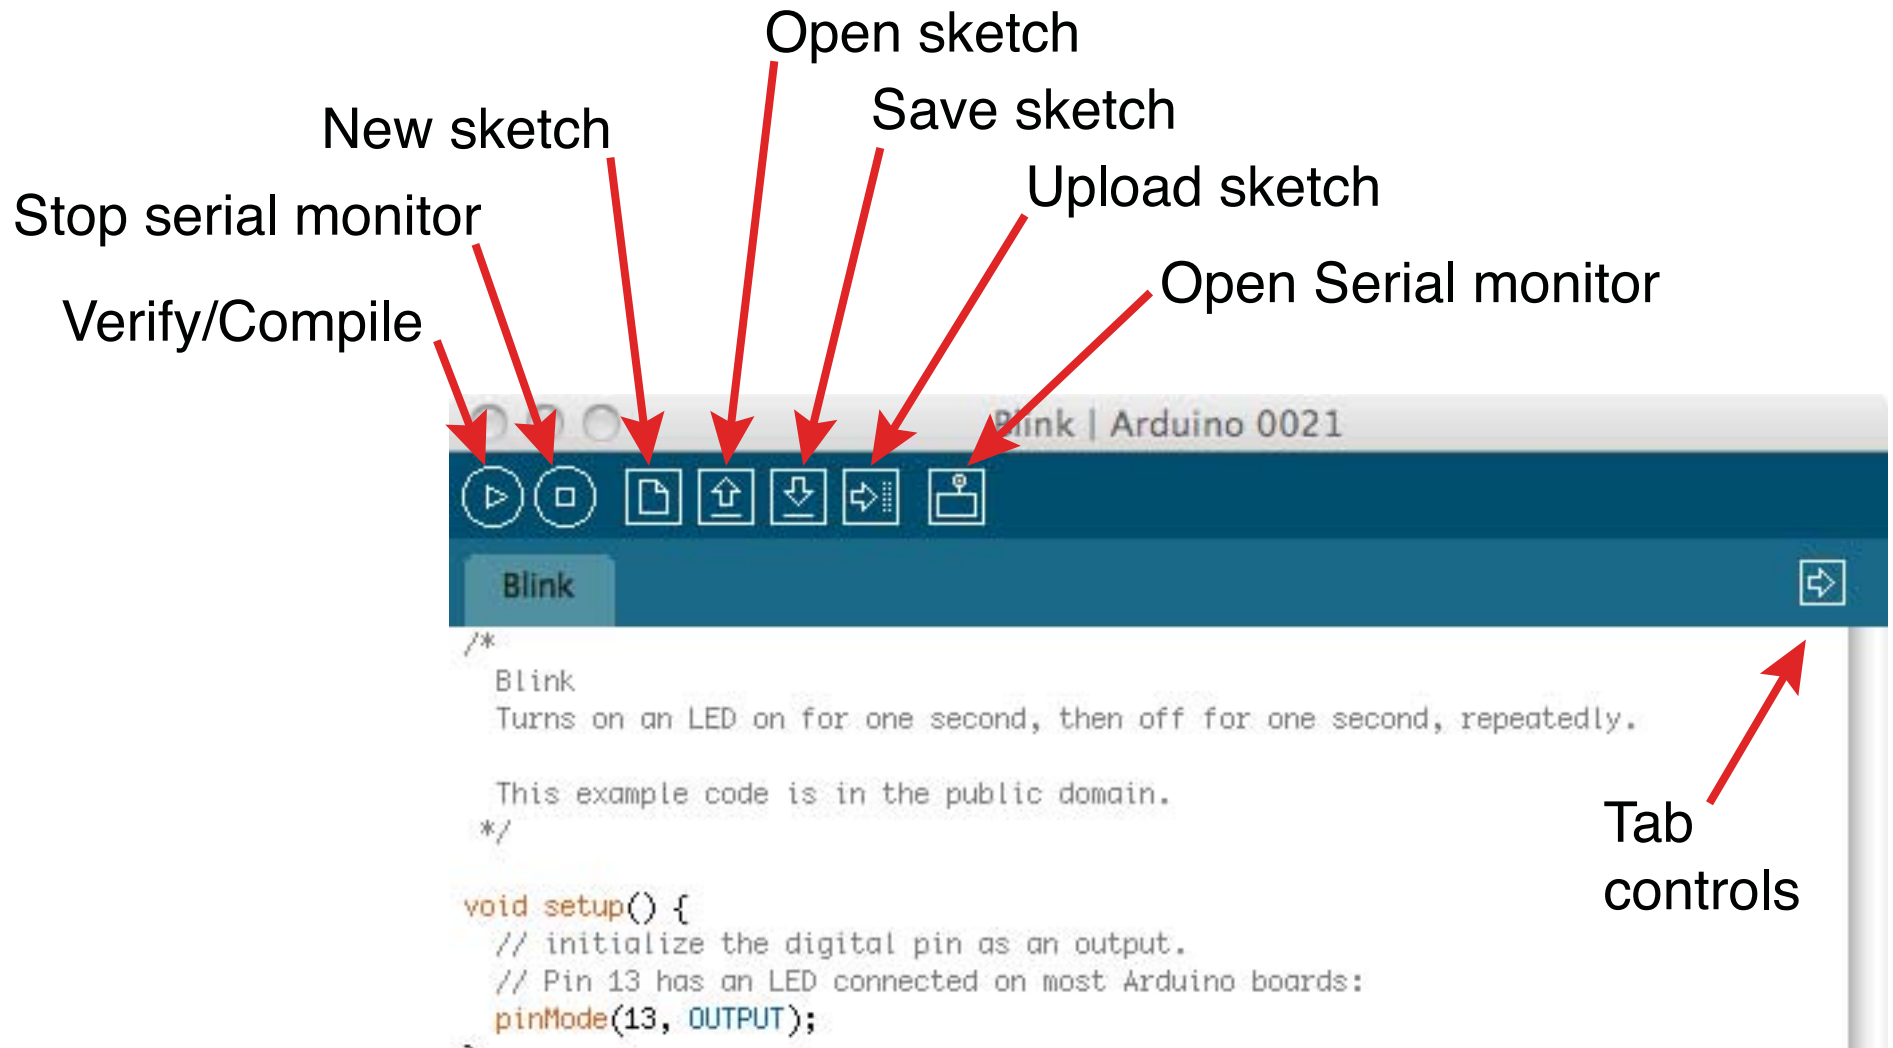 Open sketch
Save sketch
New sketch
Upload sketch
Stop serial monitor
Open Serial monitor
Verify/Compile
Blink | Arduino 0021
Blink
/*
Blink
Turns on an LED on for one second, then off for one second, repeatedly.
This example code is in the public domain.
*/
void setup() {
// initialize the digital pin as an output.
// Pin 13 has an LED connected on most Arduino boards:
pinMode(13, OUTPUT);
Tab
controls